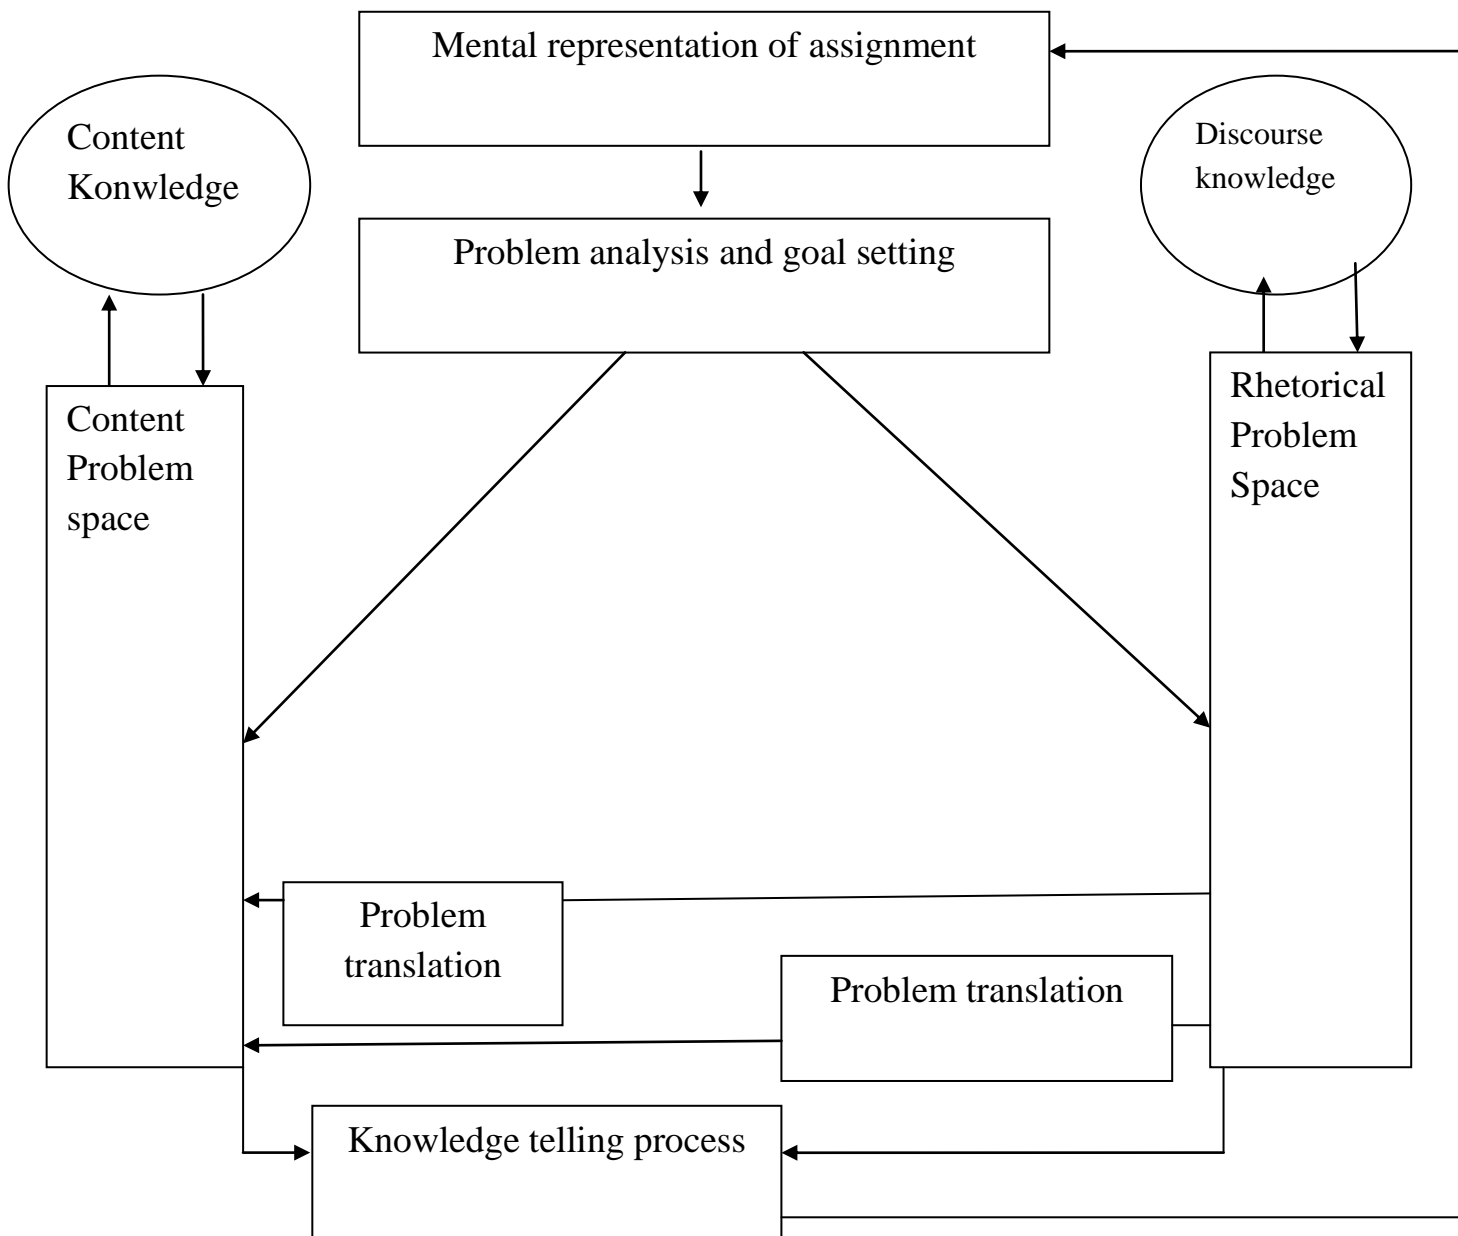 Mental representation of assignment
Content
Konwledge
Discourse
knowledge
Problem analysis and goal setting
Content
Problem
space
Rhetorical
Problem
Space
Problem
translation
Problem translation
Knowledge telling process